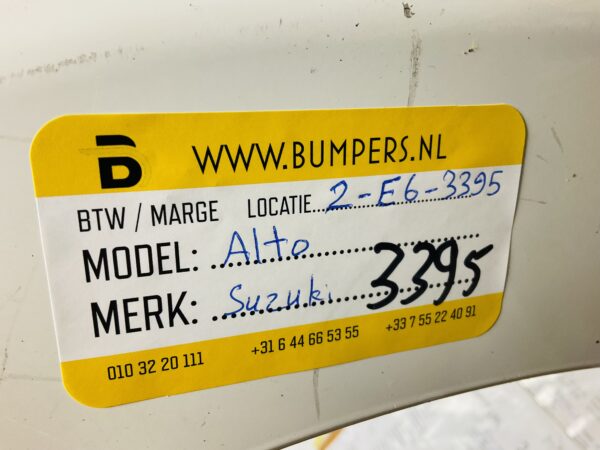 B WWW.BUMPERS.NL
BTW / MARGE LOCATIE...2-E6-3395
MODEL: Alto
MERK: Suzuki 3395
010 32 20 111 +31 6 44 66 53 55 +33 7 55 22 40 91